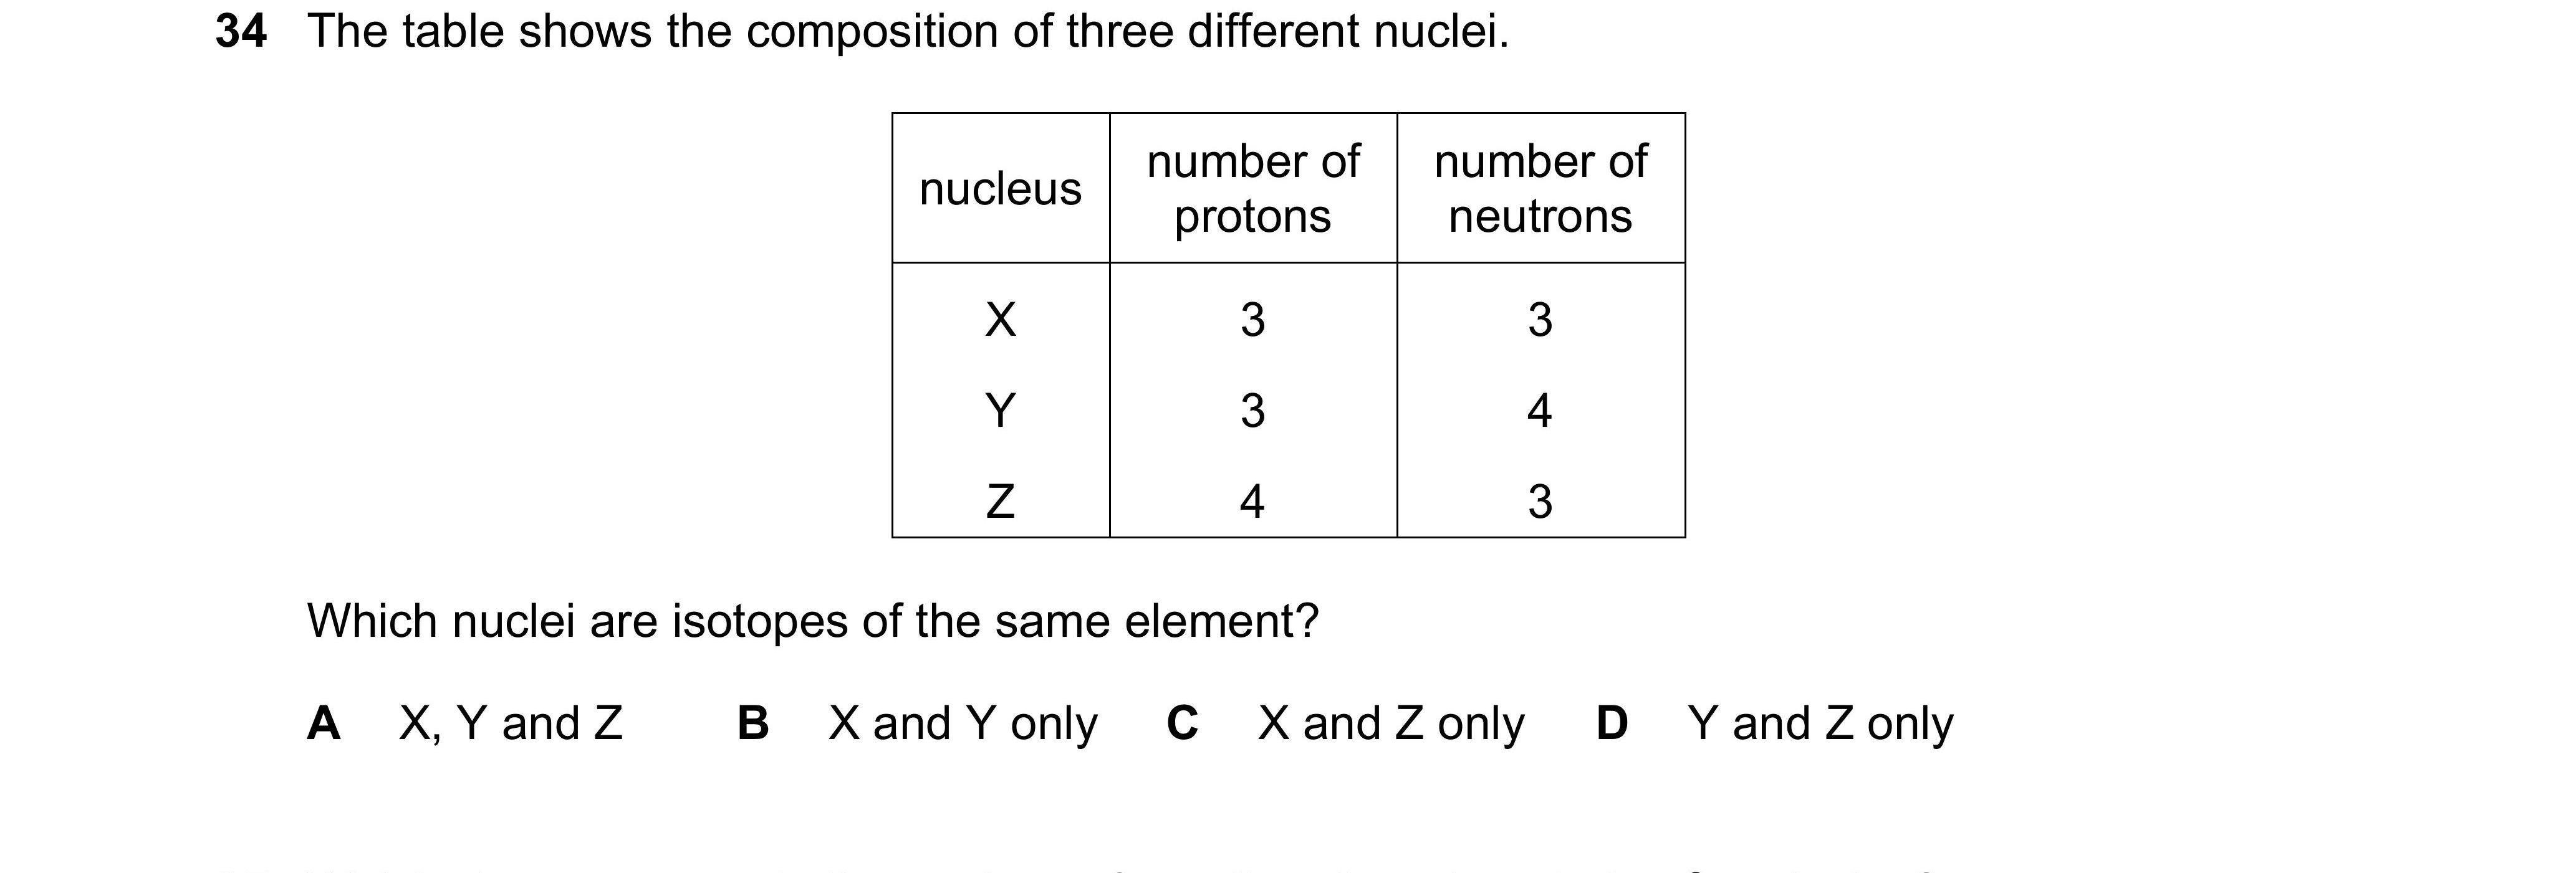 34 The table shows the composition of three different nuclei.
nucleus number of protons number of neutrons
X 3 3
Y 3 4
Z 4 3
Which nuclei are isotopes of the same element?
A X, Y and Z B X and Y only C X and Z only D Y and Z only